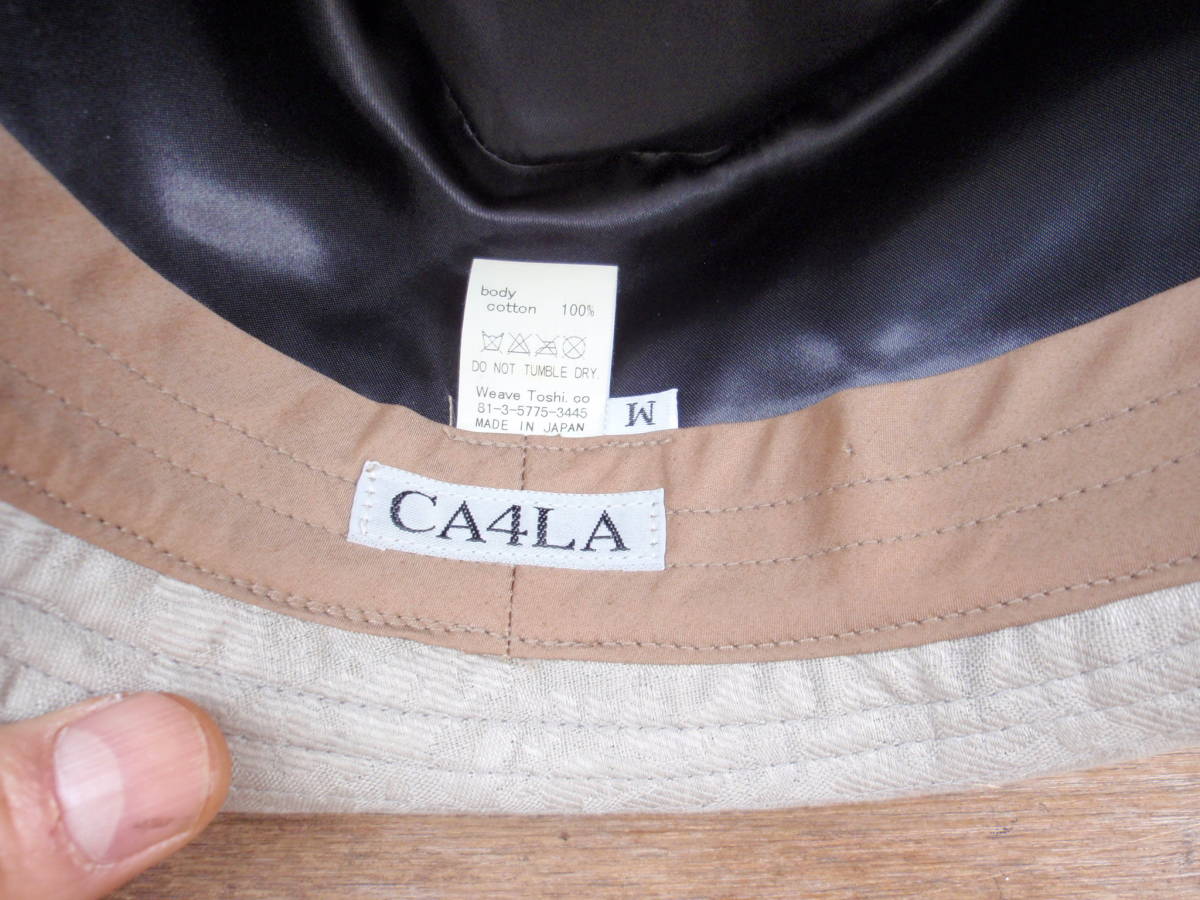 body
cotton 100%
DO NOT TUMBLE DRY.
Weave Toshi.co
81-3-5775-3445
MADE IN JAPAN
M
CA4LA